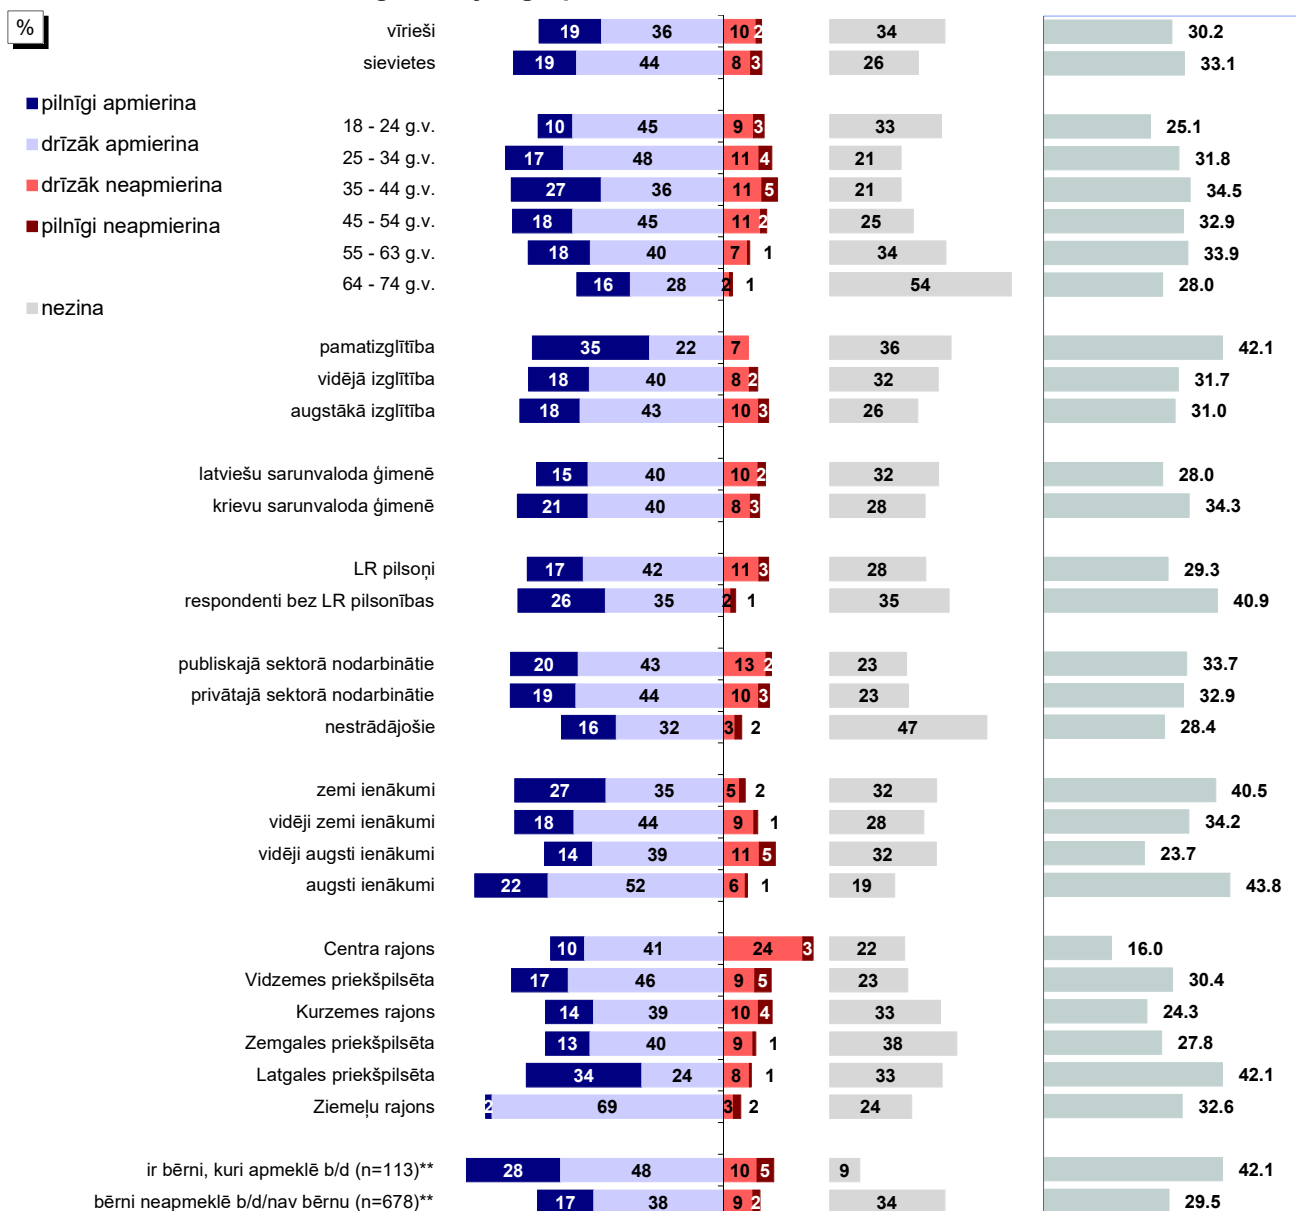 %
vīrieši 19 36 10 2 34 30.2
sievietes 19 44 8 3 26 33.1
pilnīgi apmierina
drīzāk apmierina
drīzāk neapmierina
pilnīgi neapmierina
nezina
18 - 24 g.v. 10 45 9 3 33 25.1
25 - 34 g.v. 17 48 11 4 21 31.8
35 - 44 g.v. 27 36 11 5 21 34.5
45 - 54 g.v. 18 45 11 2 25 32.9
55 - 63 g.v. 18 40 7 1 34 33.9
64 - 74 g.v. 16 28 2 1 54 28.0
pamatizglītība 35 22 7 36 42.1
vidējā izglītība 18 40 8 2 32 31.7
augstākā izglītība 18 43 10 3 26 31.0
latviešu sarunvaloda ģimenē 15 40 10 2 32 28.0
krievu sarunvaloda ģimenē 21 40 8 3 28 34.3
LR pilsoņi 17 42 11 3 28 29.3
respondenti bez LR pilsonības 26 35 2 1 35 40.9
publiskajā sektorā nodarbinātie 20 43 13 2 23 33.7
privātajā sektorā nodarbinātie 19 44 10 3 23 32.9
nestrādājošie 16 32 3 2 47 28.4
zemi ienākumi 27 35 5 2 32 40.5
vidēji zemi ienākumi 18 44 9 1 28 34.2
vidēji augsti ienākumi 14 39 11 5 32 23.7
augsti ienākumi 22 52 6 1 19 43.8
Centra rajons 10 41 24 3 22 16.0
Vidzemes priekšpilsēta 17 46 9 5 23 30.4
Kurzemes rajons 14 39 10 4 33 24.3
Zemgales priekšpilsēta 13 40 9 1 38 27.8
Latgales priekšpilsēta 34 24 8 1 33 42.1
Ziemeļu rajons 2 69 3 2 24 32.6
ir bērni, kuri apmeklē b/d (n=113)** 28 48 10 5 9 42.1
bērni neapmeklē b/d/nav bērnu (n=678)** 17 38 9 2 34 29.5